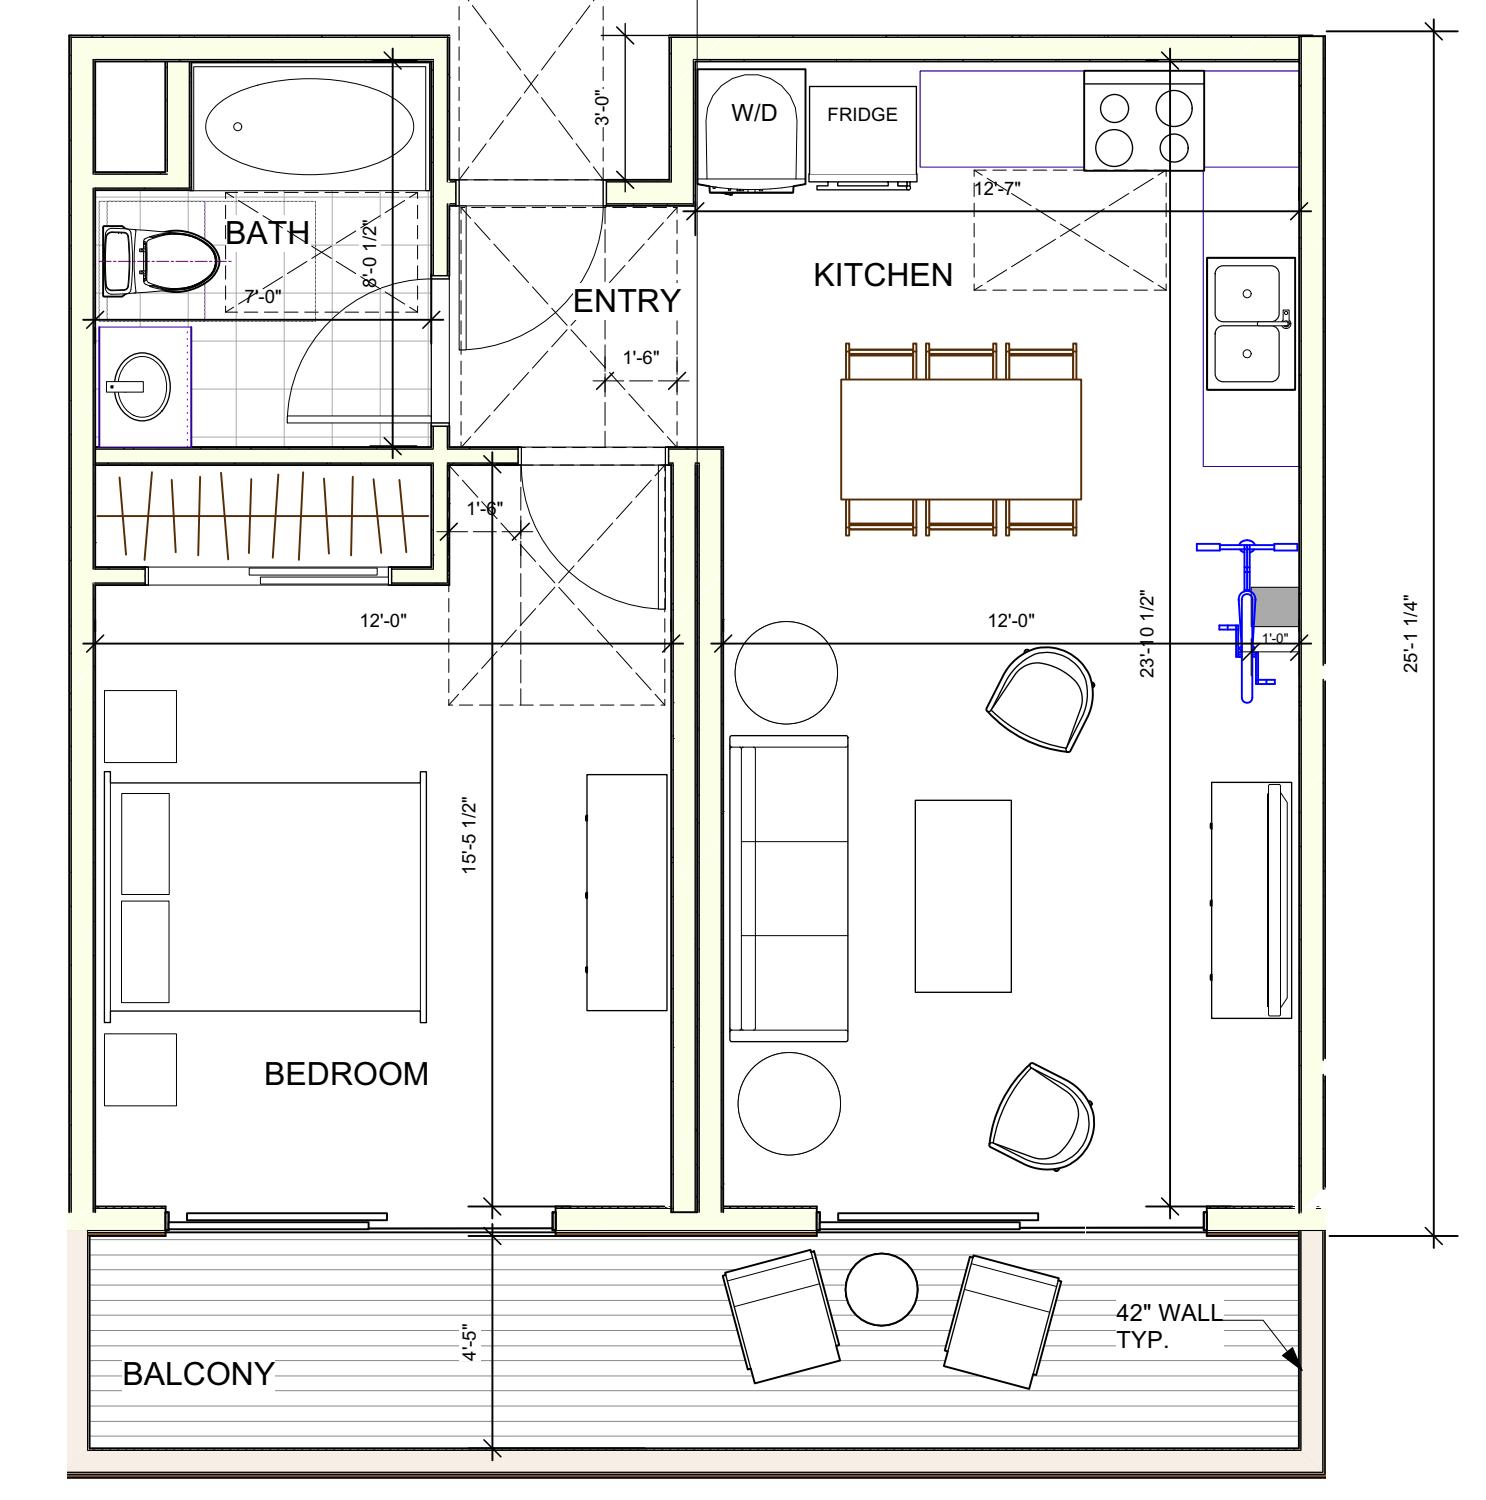 3'-0"
W/D
FRIDGE
12'-7"
BATH
8'-0 1/2"
KITCHEN
7'-0"
ENTRY
1'-6"
1'-6"
12'-0"
12'-0"
23'-10 1/2"
1'-0"
25'-1 1/4"
15'-5 1/2"
BEDROOM
42" WALL
TYP.
4'-5"
BALCONY